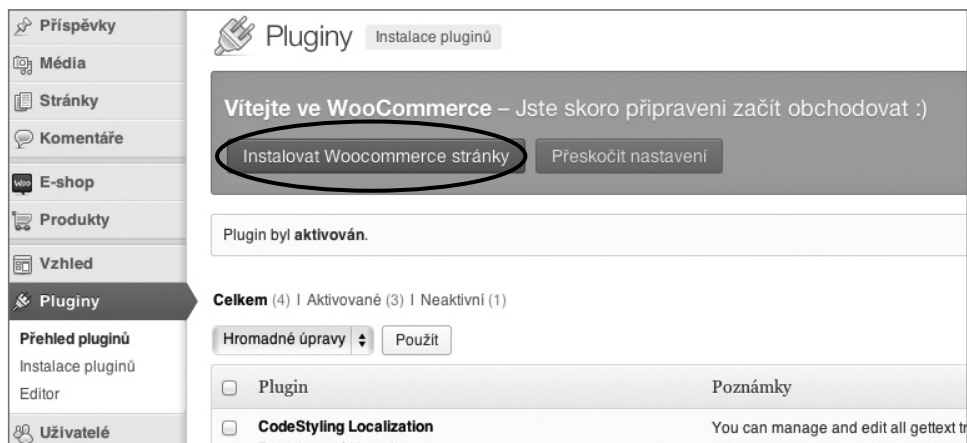 Příspěvky
Média
Stránky
Komentáře
Woo E-shop
Produkty
Vzhled
Pluginy
Přehled pluginů
Instalace pluginů
Editor
Uživatelé
Pluginy Instalace pluginů
Vítejte ve WooCommerce – Jste skoro připraveni začít obchodovat :)
Instalovat Woocommerce stránky Přeskočit nastavení
Plugin byl aktivován.
Celkem (4) | Aktivované (3) | Neaktivní (1)
Hromadné úpravy Použít
Plugin Poznámky
CodeStyling Localization You can manage and edit all gettext